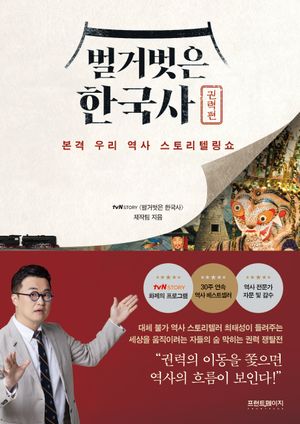 벌거벗은
한국사
권력편
본격 우리 역사 스토리텔링쇼
tvN STORY 〈벌거벗은 한국사〉
제작팀 지음
tvN STORY
화제의 프로그램
30주 연속
역사 베스트셀러
역사 전문가
자문 및 감수
대체 불가 역사 스토리텔러 최태성이 들려주는
세상을 움직이려는 자들의 숨 막히는 권력 쟁탈전
“권력의 이동을 쫓으면
역사의 흐름이 보인다!”
프런트페이지